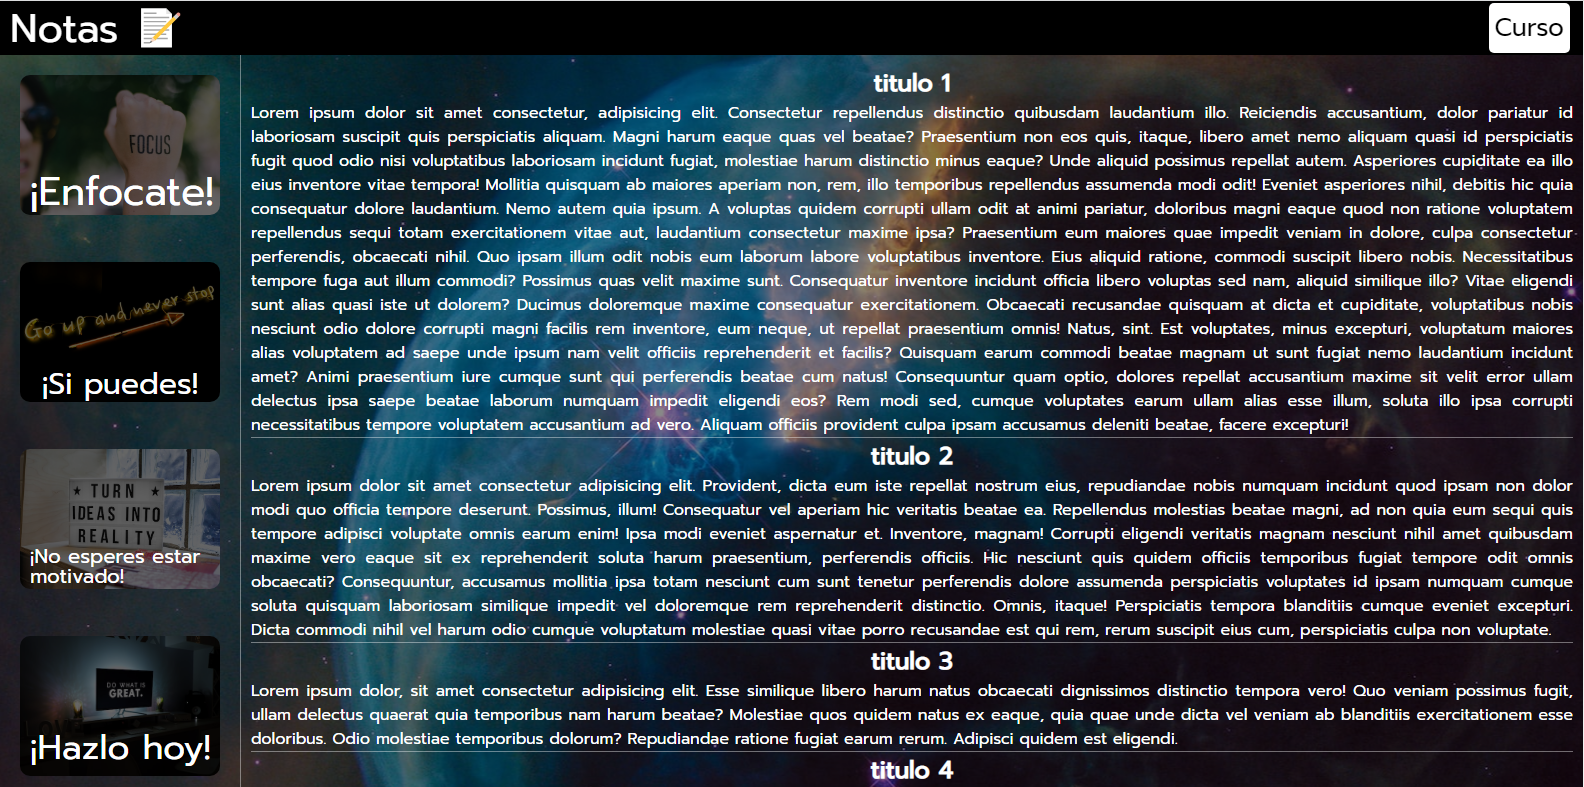 Notas
Curso
FOCUS
¡Enfocate!
Go up and never stop
¡Si puedes!
★ TURN ★
IDEAS INTO
REALITY
¡No esperes estar
motivado!
DO WHAT IS
GREAT.
¡Hazlo hoy!
titulo 1
Lorem ipsum dolor sit amet consectetur, adipisicing elit. Consectetur repellendus distinctio quibusdam laudantium illo. Reiciendis accusantium, dolor pariatur id
laboriosam suscipit quis perspiciatis aliquam. Magni harum eaque quas vel beatae? Praesentium non eos quis, itaque, libero amet nemo aliquam quasi id perspiciatis
fugit quod odio nisi voluptatibus laboriosam incidunt fugiat, molestiae harum distinctio minus eaque? Unde aliquid possimus repellat autem. Asperiores cupiditate ea illo
eius inventore vitae tempora! Mollitia quisquam ab maiores aperiam non, rem, illo temporibus repellendus assumenda modi odit! Eveniet asperiores nihil, debitis hic quia
consequatur dolore laudantium. Nemo autem quia ipsum. A voluptas quidem corrupti ullam odit at animi pariatur, doloribus magni eaque quod non ratione voluptatem
repellendus sequi totam exercitationem vitae aut, laudantium consectetur maxime ipsa? Praesentium eum maiores quae impedit veniam in dolore, culpa consectetur
perferendis, obcaecati nihil. Quo ipsam illum odit nobis eum laborum labore voluptatibus inventore. Eius aliquid ratione, commodi suscipit libero nobis. Necessitatibus
tempore fuga aut illum commodi? Possimus quas velit maxime sunt. Consequatur inventore incidunt officia libero voluptas sed nam, aliquid similique illo? Vitae eligendi
sunt alias quasi iste ut dolorem? Ducimus doloremque maxime consequatur exercitationem. Obcaecati recusandae quisquam at dicta et cupiditate, voluptatibus nobis
nesciunt odio dolore corrupti magni facilis rem inventore, eum neque, ut repellat praesentium omnis! Natus, sint. Est voluptates, minus excepturi, voluptatum maiores
alias voluptatem ad saepe unde ipsum nam velit officiis reprehenderit et facilis? Quisquam earum commodi beatae magnam ut sunt fugiat nemo laudantium incidunt
amet? Animi praesentium iure cumque sunt qui perferendis beatae cum natus! Consequuntur quam optio, dolores repellat accusantium maxime sit velit error ullam
delectus ipsa saepe beatae laborum numquam impedit eligendi eos? Rem modi sed, cumque voluptates earum ullam alias esse illum, soluta illo ipsa corrupti
necessitatibus tempore voluptatem accusantium ad vero. Aliquam officiis provident culpa ipsam accusamus deleniti beatae, facere excepturi!
titulo 2
Lorem ipsum dolor sit amet consectetur adipisicing elit. Provident, dicta eum iste repellat nostrum eius, repudiandae nobis numquam incidunt quod ipsam non dolor
modi quo officia tempore deserunt. Possimus, illum! Consequatur vel aperiam hic veritatis beatae ea. Repellendus molestias beatae magni, ad non quia eum sequi quis
tempore adipisci voluptate omnis earum enim! Ipsa modi eveniet aspernatur et. Inventore, magnam! Corrupti eligendi veritatis magnam nesciunt nihil amet quibusdam
maxime vero eaque sit ex reprehenderit soluta harum praesentium, perferendis officiis. Hic nesciunt quis quidem officiis temporibus fugiat tempore odit omnis
obcaecati? Consequuntur, accusamus mollitia ipsa totam nesciunt cum sunt tenetur perferendis dolore assumenda perspiciatis voluptates id ipsam numquam cumque
soluta quisquam laboriosam similique impedit vel doloremque rem reprehenderit distinctio. Omnis, itaque! Perspiciatis tempora blanditiis cumque eveniet excepturi.
Dicta commodi nihil vel harum odio cumque voluptatum molestiae quasi vitae porro recusandae est qui rem, rerum suscipit eius cum, perspiciatis culpa non voluptate.
titulo 3
Lorem ipsum dolor, sit amet consectetur adipisicing elit. Esse similique libero harum natus obcaecati dignissimos distinctio tempora vero! Quo veniam possimus fugit,
ullam delectus quaerat quia temporibus nam harum beatae? Molestiae quos quidem natus ex eaque, quia quae unde dicta vel veniam ab blanditiis exercitationem esse
doloribus. Odio molestiae temporibus dolorum? Repudiandae ratione fugiat earum rerum. Adipisci quidem est eligendi.
titulo 4